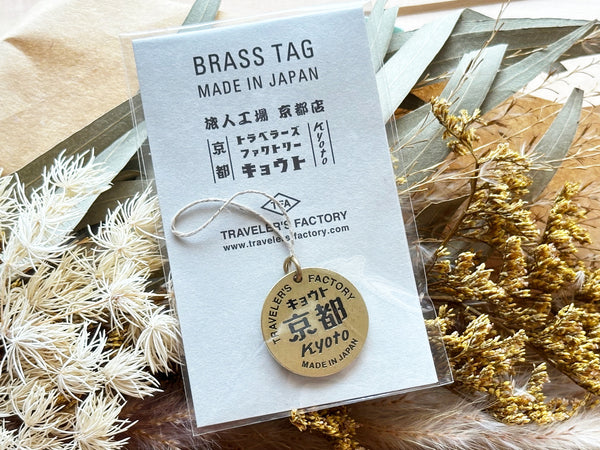 BRASS TAG
MADE IN JAPAN
旅人工場 京都店
京都
トラベラーズ
ファクトリー
キョウト
Kyoto
TFA
TRAVELER'S FACTORY
www.travelers-factory.com
TRAVELER'S FACTORY
キョウト
京都
Kyoto
MADE IN JAPAN